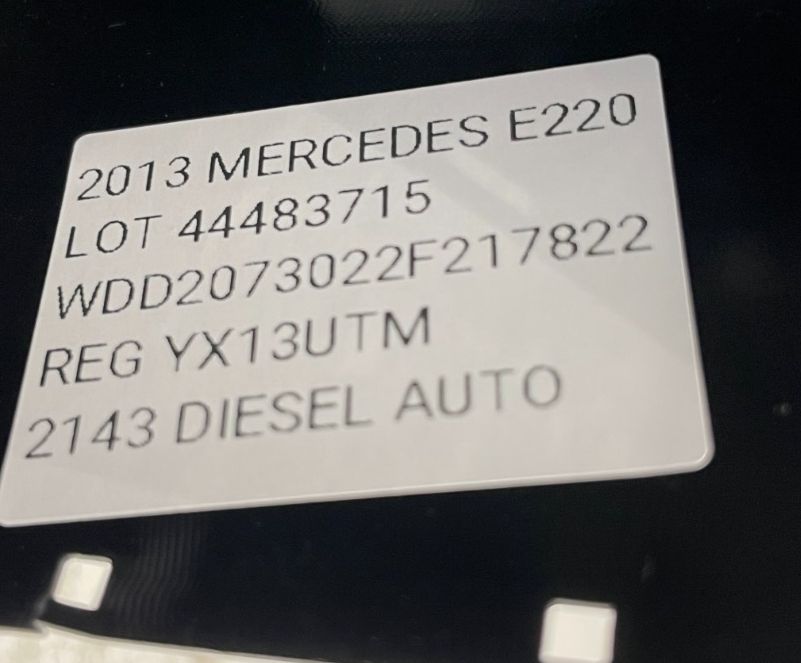 2013 MERCEDES E220
LOT 44483715
WDD2073022F217822
REG YX13UTM
2143 DIESEL AUTO